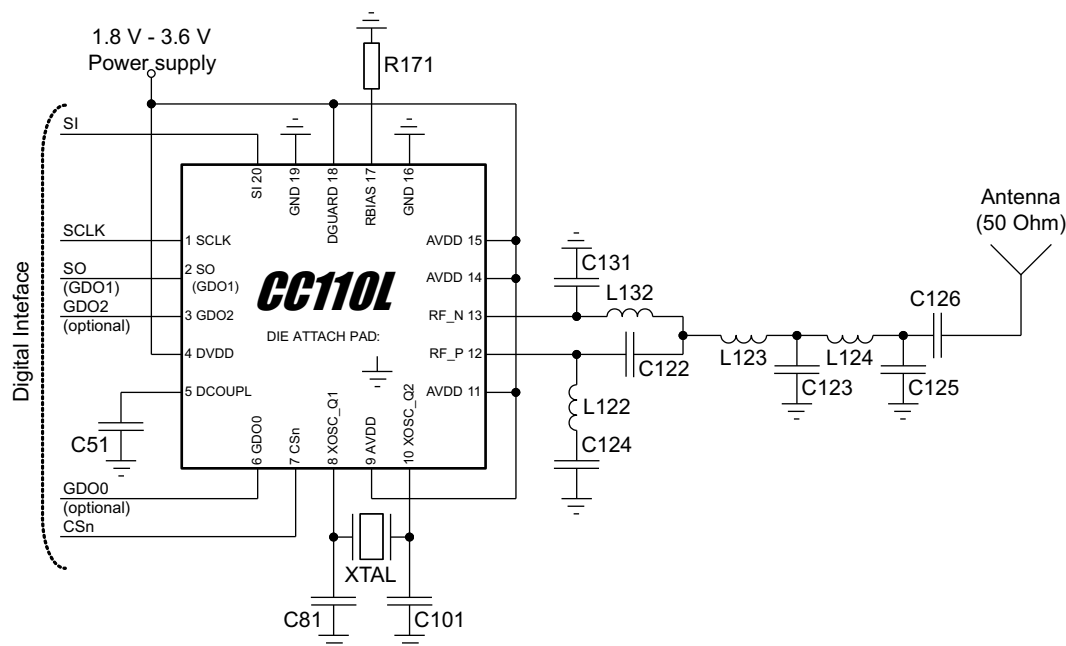 1.8 V - 3.6 V
Power supply
R171
SI
SI 20
GND 19
DGUARD 18
RBIAS 17
GND 16
Antenna
(50 Ohm)
SCLK
1 SCLK
AVDD 15
C131
SO
(GDO1)
2 SO
(GDO1)
CC110L
AVDD 14
L132
C126
GDO2
(optional)
3 GDO2
DIE ATTACH PAD:
RF_N 13
4 DVDD
RF_P 12
C122
L123
L124
C123
C125
5 DCOUPL
AVDD 11
L122
C51
6 GDO0
7 CSn
8 XOSC_Q1
9 AVDD
10 XOSC_Q2
C124
GDO0
(optional)
CSn
XTAL
C81
C101
Digital Inteface